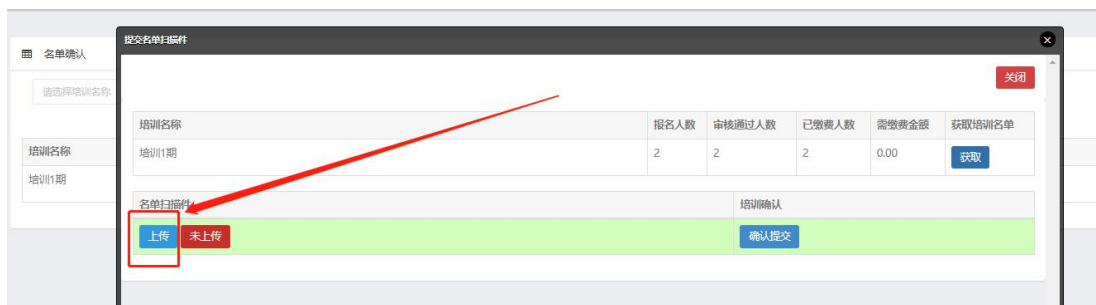 提交名单扫描件
名单确认
关闭
请选择培训名称
培训名称 报名人数 审核通过人数 已缴费人数 需缴费金额 获取培训名单
培训1期 2 2 2 0.00 获取
培训名称
培训1期
名单扫描件 培训确认
上传 未上传 确认提交